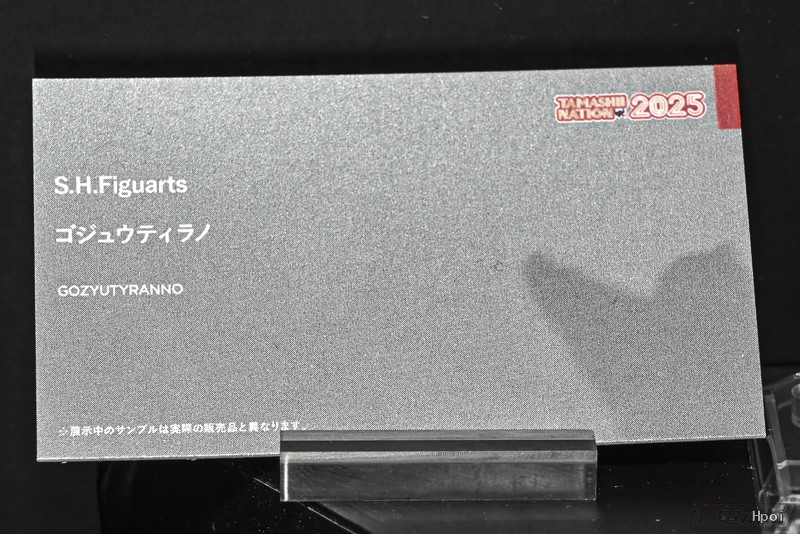 TAMASHII
NATION 2025
S.H.Figuarts
ゴジュウティラノ
GOZYUTYRANNO
※展示中のサンプルは実際の販売品と異なります。
Hpoi